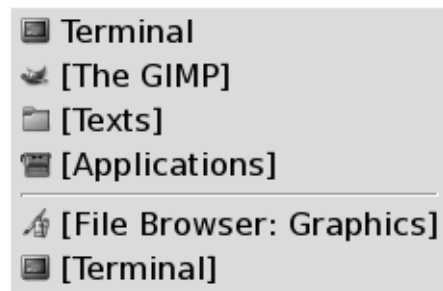 Terminal
[The GIMP]
[Texts]
[Applications]
[File Browser: Graphics]
[Terminal]